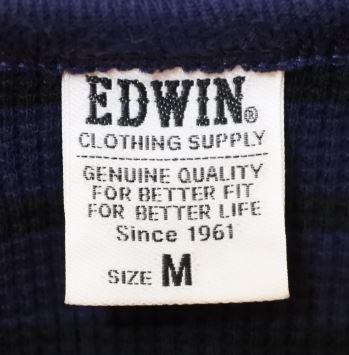 EDWIN®
CLOTHING SUPPLY
GENUINE QUALITY
FOR BETTER FIT
FOR BETTER LIFE
Since 1961
SIZE M